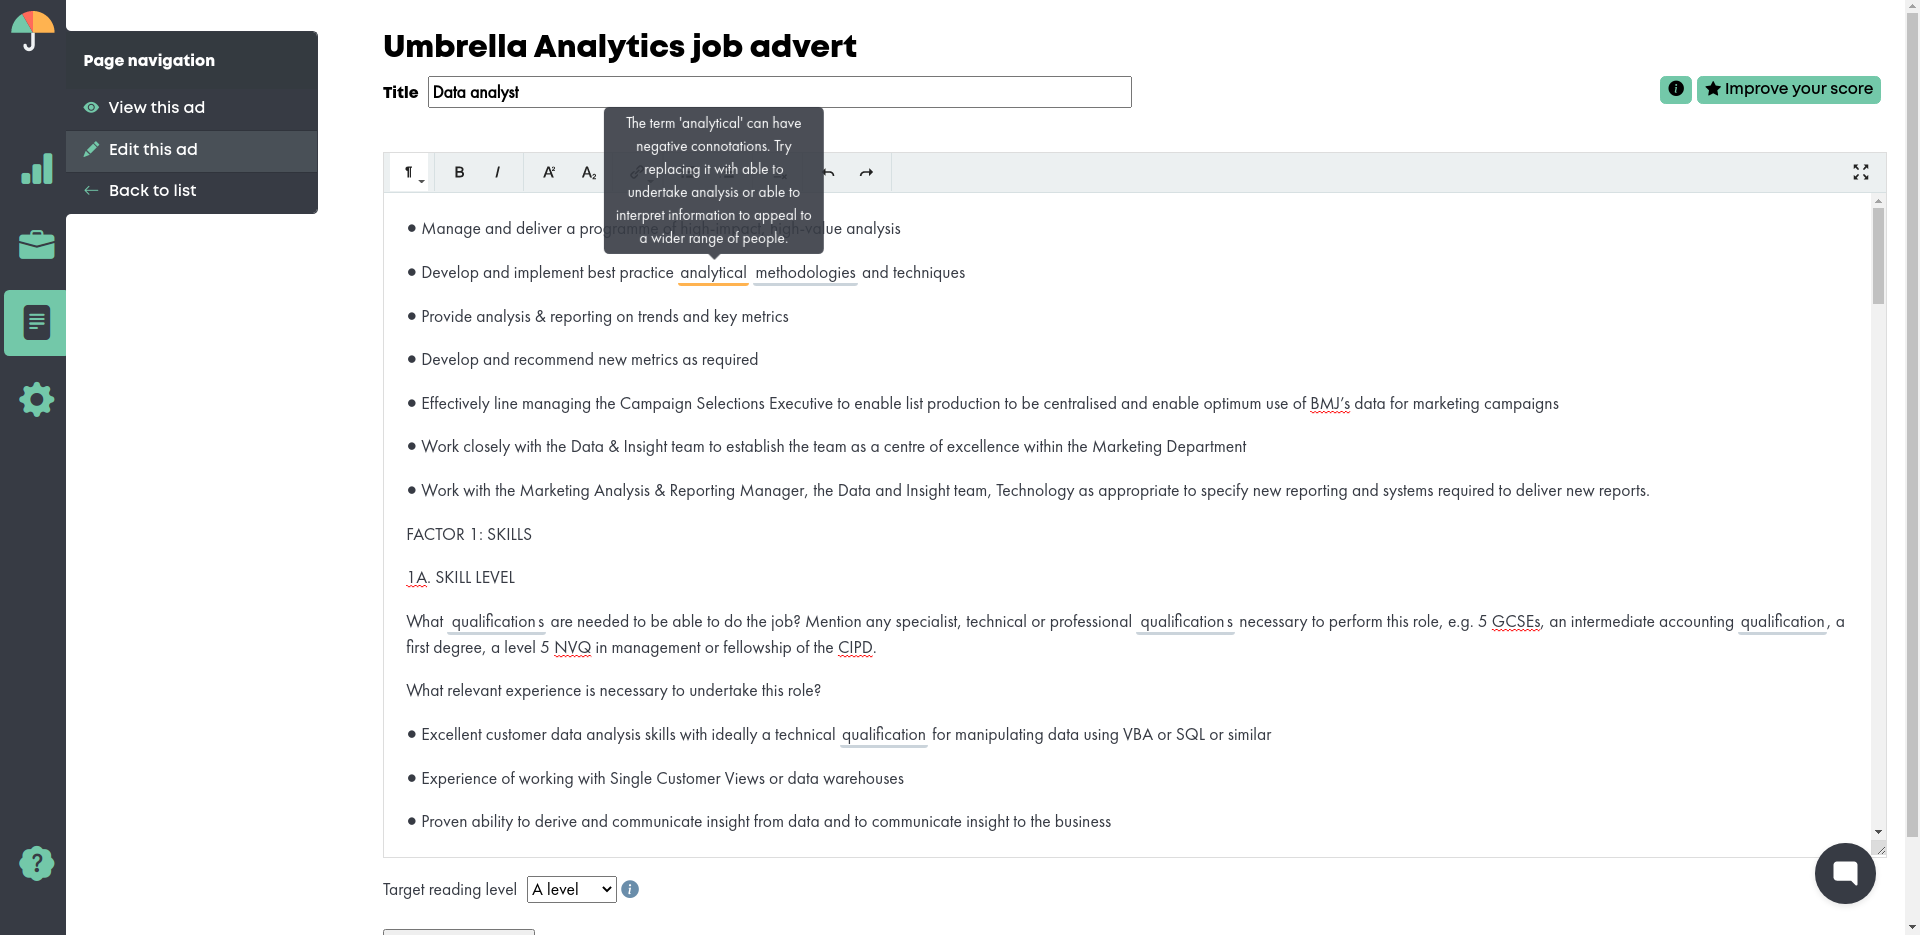 Umbrella Analytics job advert
Page navigation
View this ad
Edit this ad
Back to list
Title Data analyst
i Improve your score
The term 'analytical' can have
negative connotations. Try
replacing it with able to
undertake analysis or able to
interpret information to appeal to
a wider range of people.
¶ B I A² A₂
• Manage and deliver a programme of high-impact, high-value analysis
• Develop and implement best practice analytical methodologies and techniques
• Provide analysis & reporting on trends and key metrics
• Develop and recommend new metrics as required
• Effectively line managing the Campaign Selections Executive to enable list production to be centralised and enable optimum use of BMJ's data for marketing campaigns
• Work closely with the Data & Insight team to establish the team as a centre of excellence within the Marketing Department
• Work with the Marketing Analysis & Reporting Manager, the Data and Insight team, Technology as appropriate to specify new reporting and systems required to deliver new reports.
FACTOR 1: SKILLS
1A. SKILL LEVEL
What qualifications are needed to be able to do the job? Mention any specialist, technical or professional qualifications necessary to perform this role, e.g. 5 GCSEs, an intermediate accounting qualification, a
first degree, a level 5 NVQ in management or fellowship of the CIPD.
What relevant experience is necessary to undertake this role?
• Excellent customer data analysis skills with ideally a technical qualification for manipulating data using VBA or SQL or similar
• Experience of working with Single Customer Views or data warehouses
• Proven ability to derive and communicate insight from data and to communicate insight to the business
Target reading level A level i
?